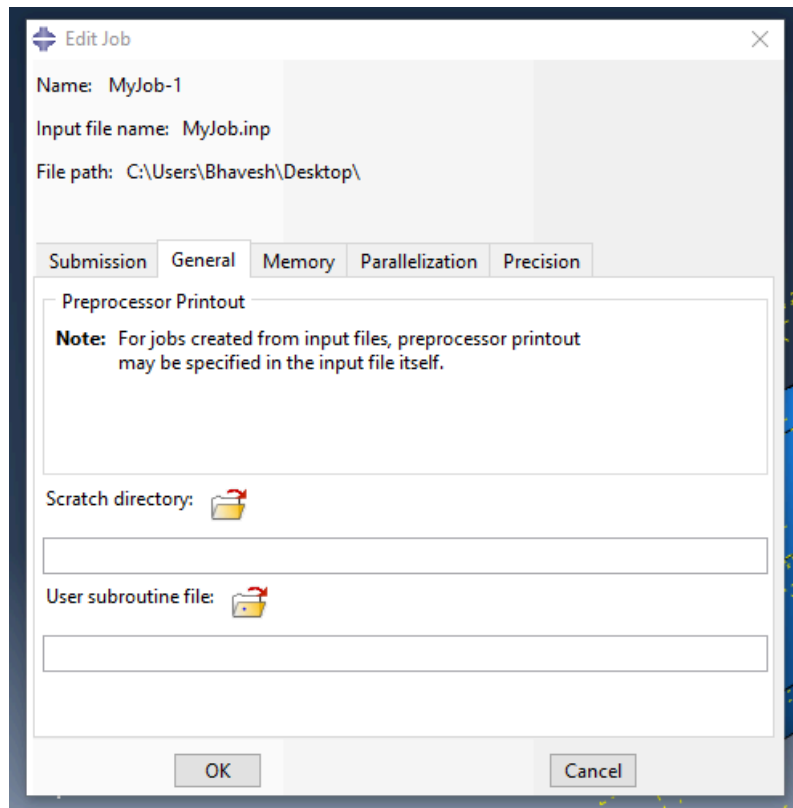 Edit Job
Name: MyJob-1
Input file name: MyJob.inp
File path: C:\Users\Bhavesh\Desktop\
Submission General Memory Parallelization Precision
Preprocessor Printout
Note: For jobs created from input files, preprocessor printout
may be specified in the input file itself.
Scratch directory:
User subroutine file:
OK Cancel